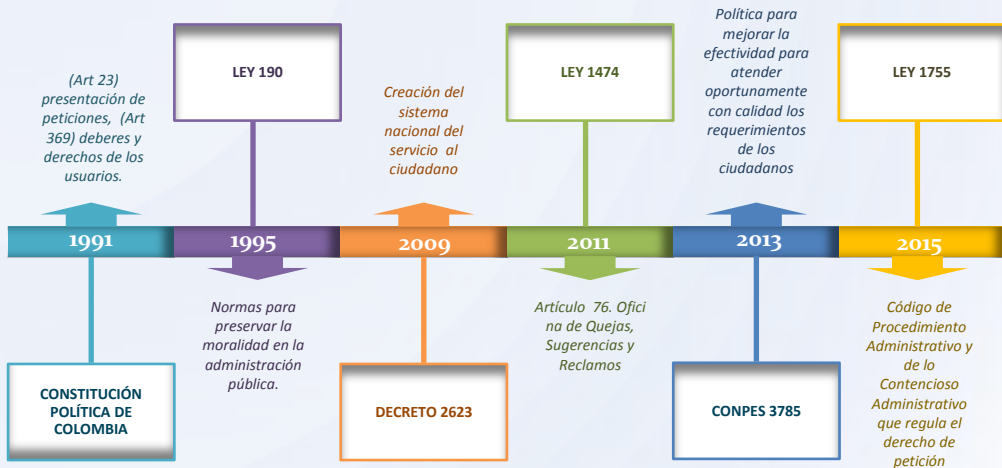 (Art 23)
presentación de
peticiones, (Art
369) deberes y
derechos de los
usuarios.
1991
CONSTITUCIÓN
POLÍTICA DE
COLOMBIA
LEY 190
1995
Normas para
preservar la
moralidad en la
administración
pública.
Creación del
sistema
nacional del
servicio al
ciudadano
2009
DECRETO 2623
LEY 1474
2011
Artículo 76. Ofici
na de Quejas,
Sugerencias y
Reclamos
Política para
mejorar la
efectividad para
atender
oportunamente
con calidad los
requerimientos
de los
ciudadanos
2013
CONPES 3785
LEY 1755
2015
Código de
Procedimiento
Administrativo y
de lo
Contencioso
Administrativo
que regula el
derecho de
petición